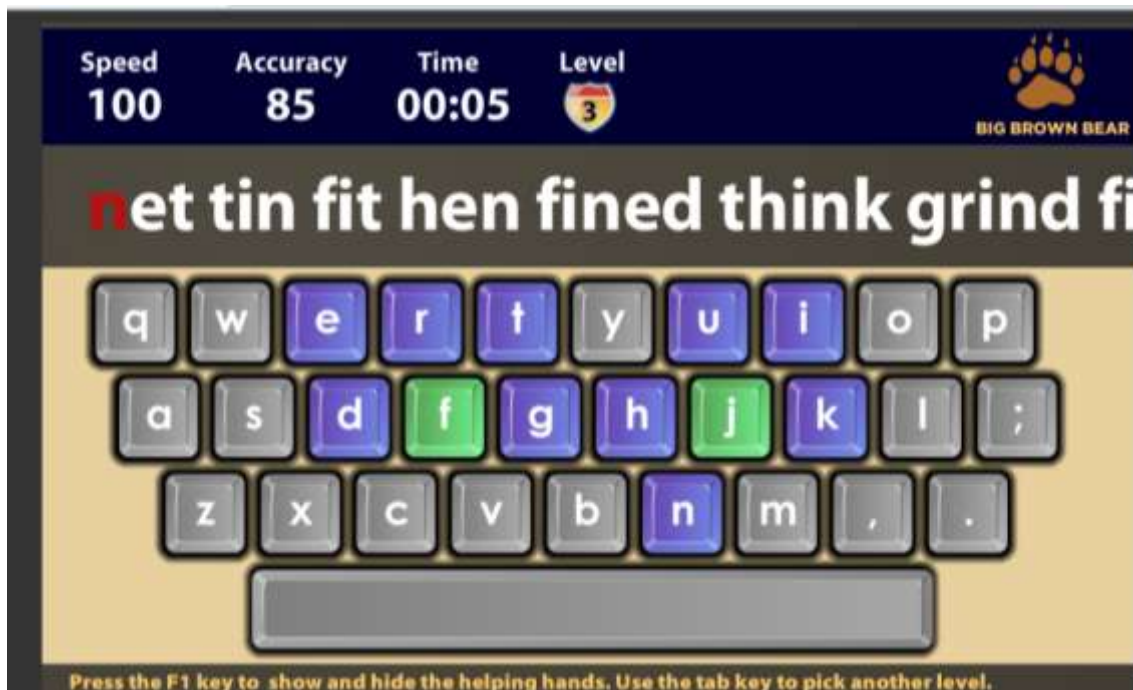 Speed Accuracy Time Level
100 85 00:05 3
BIG BROWN BEAR
net tin fit hen fined think grind fi
q w e r t y u i o p
a s d f g h j k l ;
z x c v b n m , .
Press the F1 key to show and hide the helping hands. Use the tab key to pick another level.